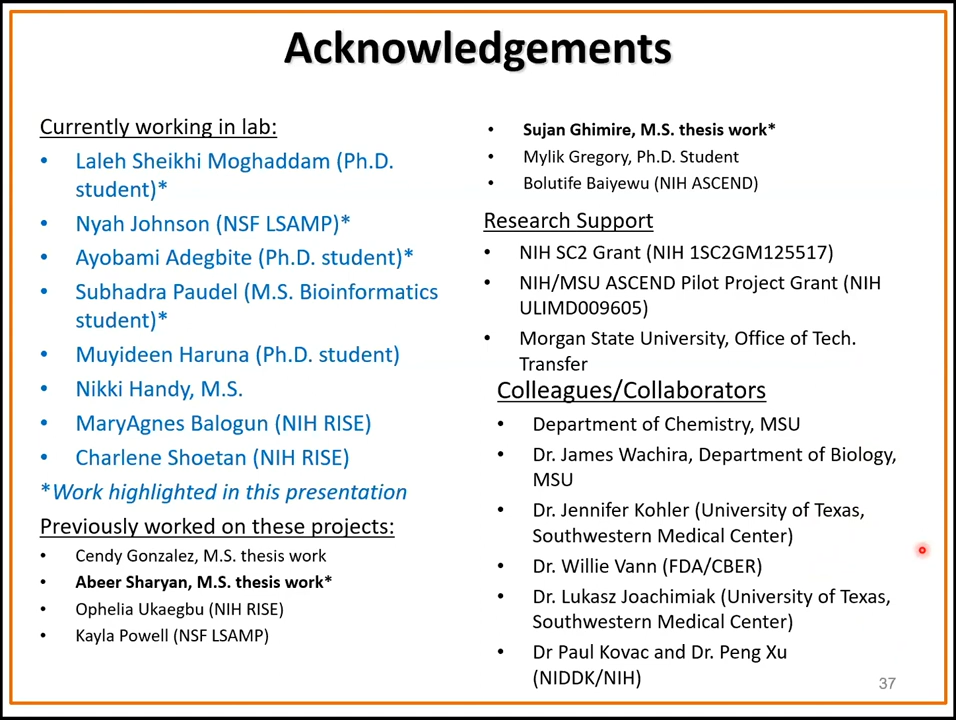 Acknowledgements
Currently working in lab:
• Laleh Sheikhi Moghaddam (Ph.D.
student)*
• Nyah Johnson (NSF LSAMP)*
• Ayobami Adegbite (Ph.D. student)*
• Subhadra Paudel (M.S. Bioinformatics
student)*
• Muyideen Haruna (Ph.D. student)
• Nikki Handy, M.S.
• MaryAgnes Balogun (NIH RISE)
• Charlene Shoetan (NIH RISE)
*Work highlighted in this presentation
Previously worked on these projects:
• Cendy Gonzalez, M.S. thesis work
• Abeer Sharyan, M.S. thesis work*
• Ophelia Ukaegbu (NIH RISE)
• Kayla Powell (NSF LSAMP)
• Sujan Ghimire, M.S. thesis work*
• Mylik Gregory, Ph.D. Student
• Bolutife Baiyewu (NIH ASCEND)
Research Support
• NIH SC2 Grant (NIH 1SC2GM125517)
• NIH/MSU ASCEND Pilot Project Grant (NIH
ULIMD009605)
• Morgan State University, Office of Tech.
Transfer
Colleagues/Collaborators
• Department of Chemistry, MSU
• Dr. James Wachira, Department of Biology,
MSU
• Dr. Jennifer Kohler (University of Texas,
Southwestern Medical Center)
• Dr. Willie Vann (FDA/CBER)
• Dr. Lukasz Joachimiak (University of Texas,
Southwestern Medical Center)
• Dr Paul Kovac and Dr. Peng Xu
(NIDDK/NIH)
37